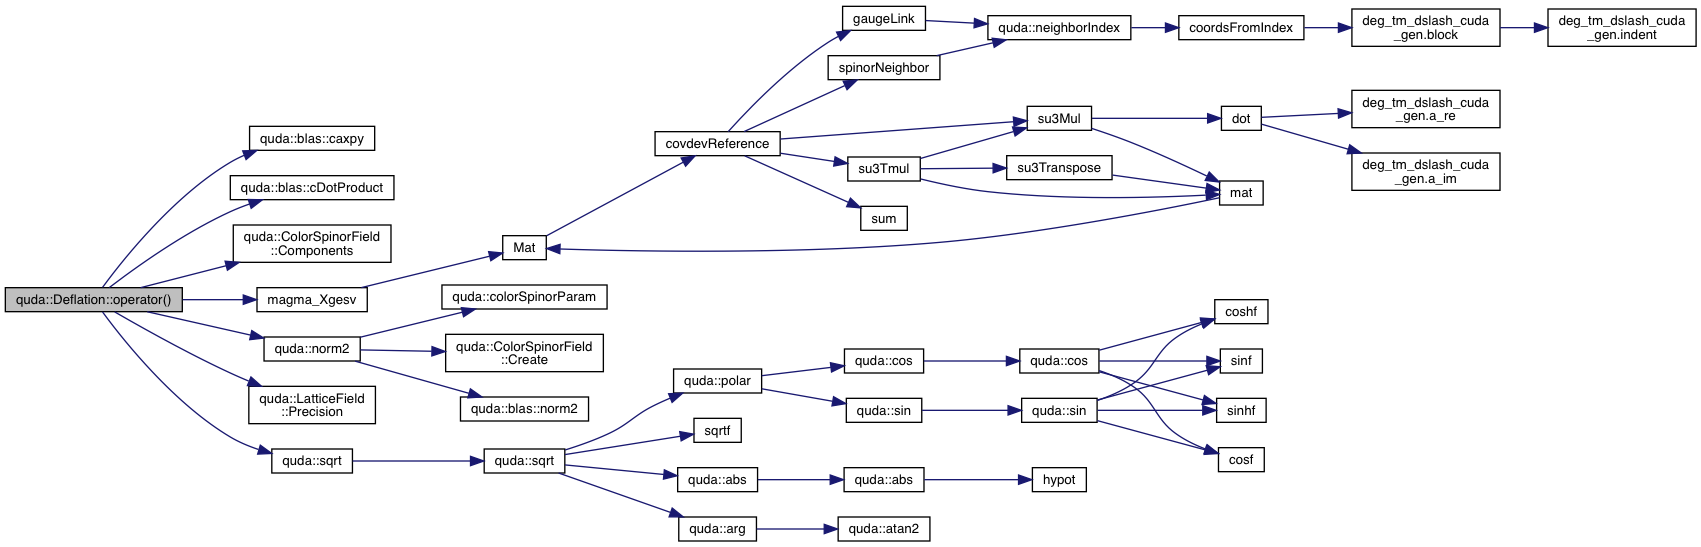 quda::Deflation::operator()
quda::blas::caxpy
quda::blas::cDotProduct
quda::ColorSpinorField
::Components
magma_Xgesv
quda::norm2
quda::LatticeField
::Precision
quda::sqrt
Mat
quda::colorSpinorParam
quda::ColorSpinorField
::Create
quda::blas::norm2
quda::sqrt
covdevReference
quda::polar
sqrtf
quda::abs
quda::arg
gaugeLink
spinorNeighbor
su3Tmul
sum
quda::cos
quda::sin
quda::abs
quda::atan2
quda::neighborIndex
su3Mul
su3Transpose
quda::cos
quda::sin
hypot
coordsFromIndex
dot
mat
coshf
sinf
sinhf
cosf
deg_tm_dslash_cuda
_gen.block
deg_tm_dslash_cuda
_gen.a_re
deg_tm_dslash_cuda
_gen.a_im
deg_tm_dslash_cuda
_gen.indent